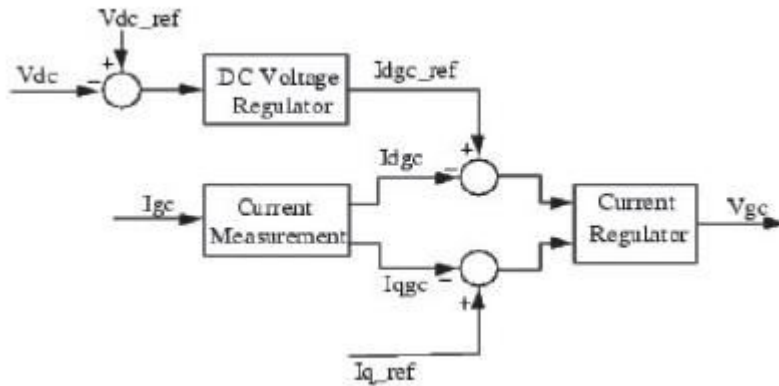 Vdc_ref
Vdc
+
−
DC Voltage
Regulator
Idgc_ref
+
−
Idgc
Igc
Current
Measurement
Iqgc
−
+
Iq_ref
Current
Regulator
Vgc